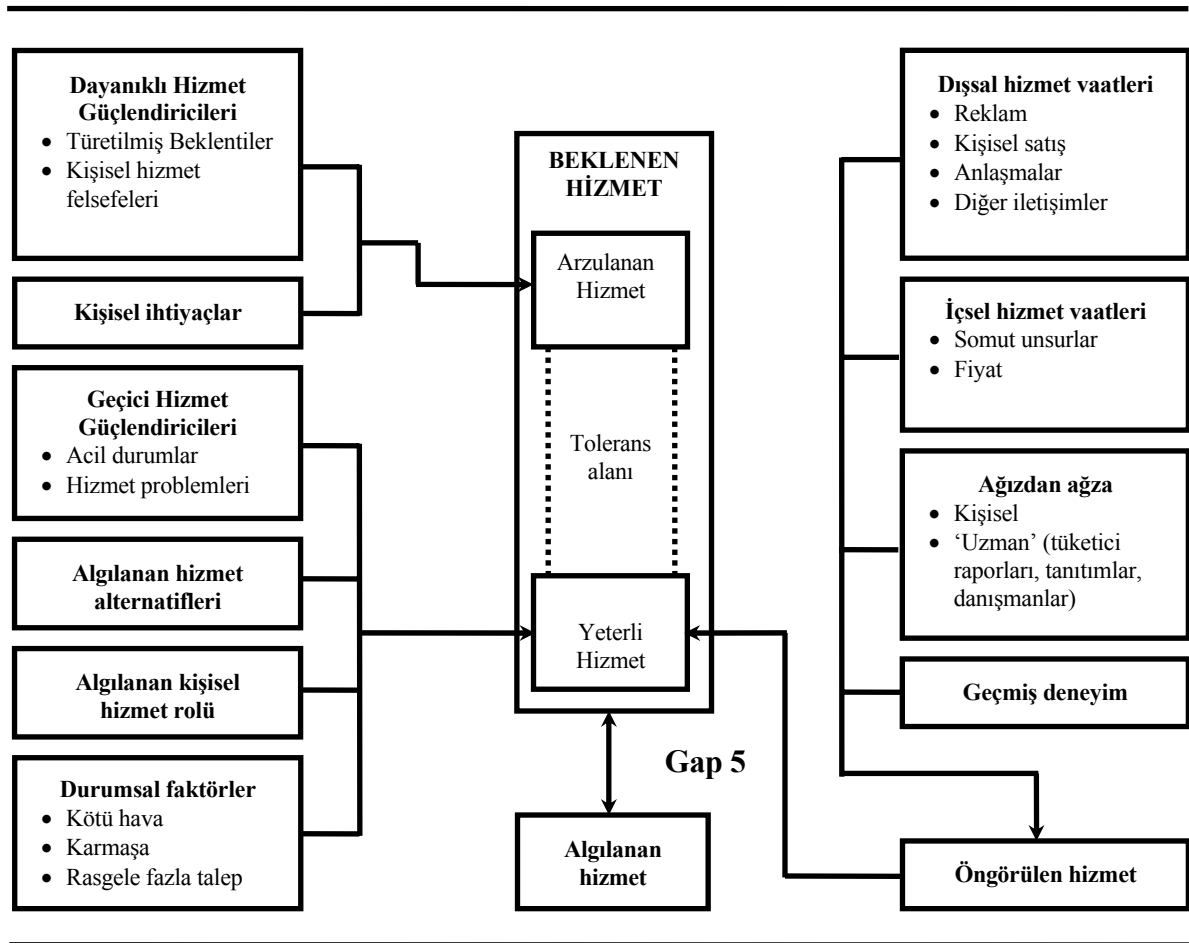 Dayanıklı Hizmet
Güçlendiricileri
• Türetilmiş Beklentiler
• Kişisel hizmet
felsefeleri
Kişisel ihtiyaçlar
Geçici Hizmet
Güçlendiricileri
• Acil durumlar
• Hizmet problemleri
Algılanan hizmet
alternatifleri
Algılanan kişisel
hizmet rolü
Durumsal faktörler
• Kötü hava
• Karmaşa
• Rasgele fazla talep
BEKLENEN
HİZMET
Arzulanan
Hizmet
Tolerans
alanı
Yeterli
Hizmet
Gap 5
Algılanan
hizmet
Dışsal hizmet vaatleri
• Reklam
• Kişisel satış
• Anlaşmalar
• Diğer iletişimler
İçsel hizmet vaatleri
• Somut unsurlar
• Fiyat
Ağızdan ağza
• Kişisel
• ‘Uzman’ (tüketici
raporları, tanıtımlar,
danışmanlar)
Geçmiş deneyim
Öngörülen hizmet